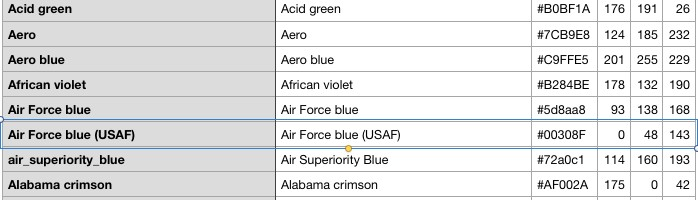 Acid green Acid green #B0BF1A 176 191 26
Aero Aero #7CB9E8 124 185 232
Aero blue Aero blue #C9FFE5 201 255 229
African violet African violet #B284BE 178 132 190
Air Force blue Air Force blue #5d8aa8 93 138 168
Air Force blue (USAF) Air Force blue (USAF) #00308F 0 48 143
air_superiority_blue Air Superiority Blue #72a0c1 114 160 193
Alabama crimson Alabama crimson #AF002A 175 0 42